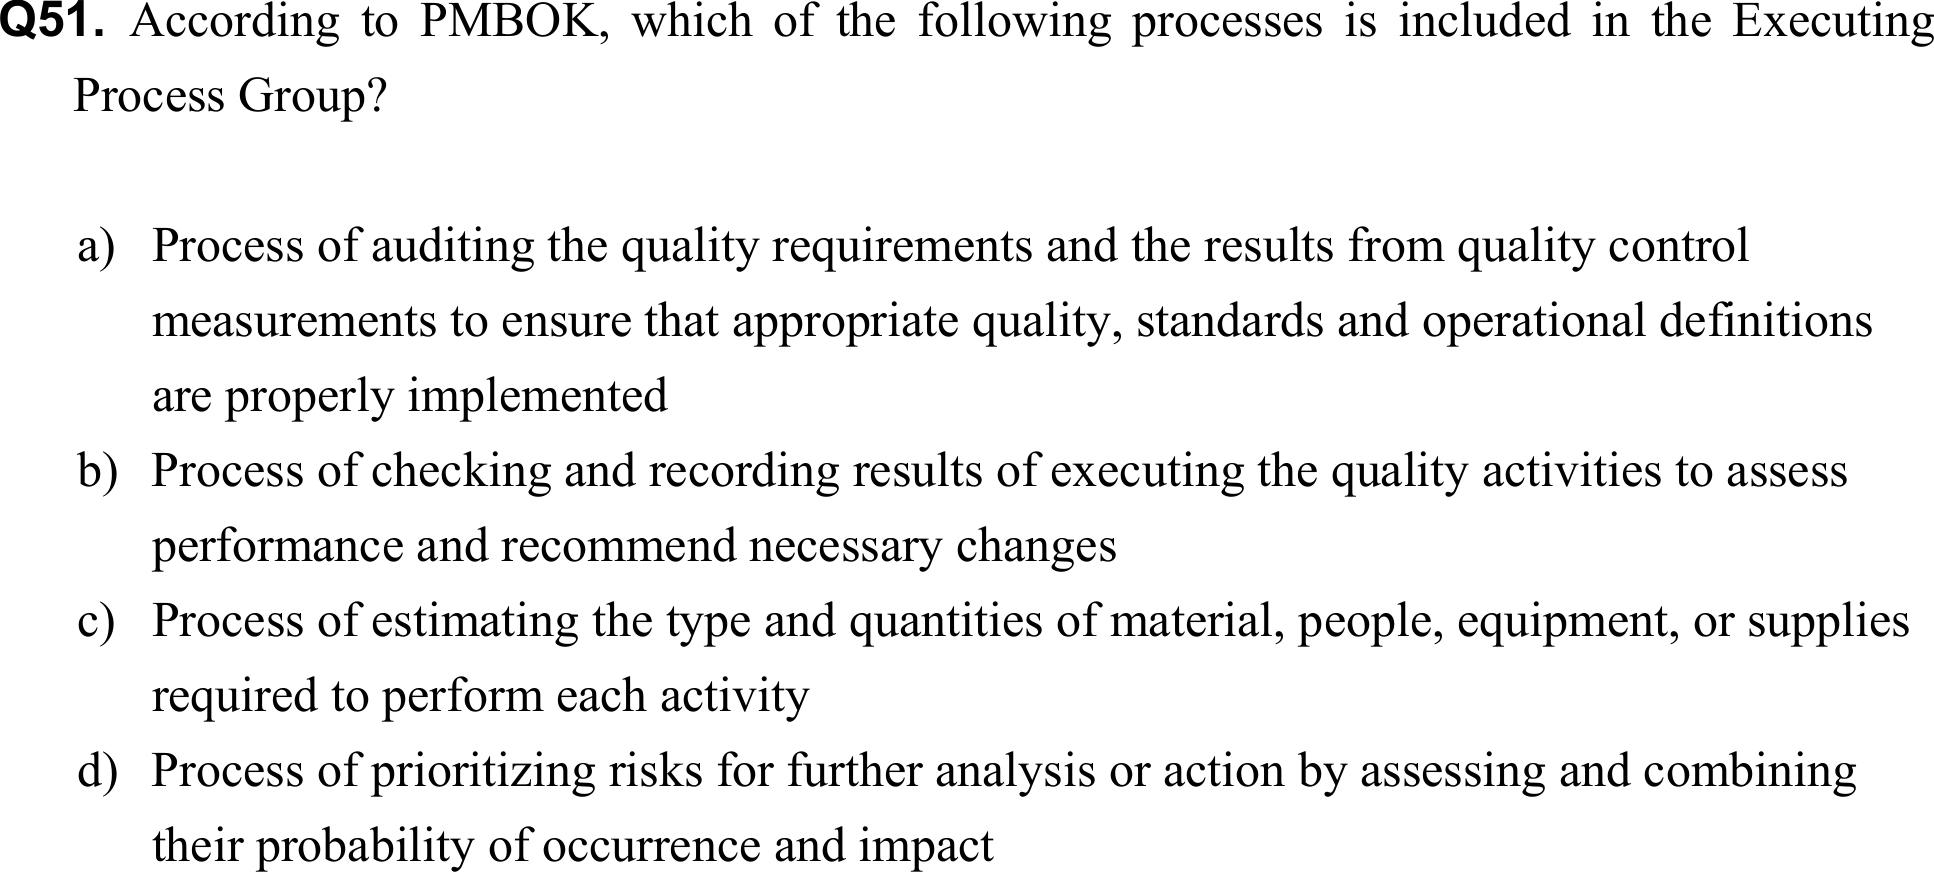 Q51. According to PMBOK, which of the following processes is included in the Executing
Process Group?
a) Process of auditing the quality requirements and the results from quality control
measurements to ensure that appropriate quality, standards and operational definitions
are properly implemented
b) Process of checking and recording results of executing the quality activities to assess
performance and recommend necessary changes
c) Process of estimating the type and quantities of material, people, equipment, or supplies
required to perform each activity
d) Process of prioritizing risks for further analysis or action by assessing and combining
their probability of occurrence and impact